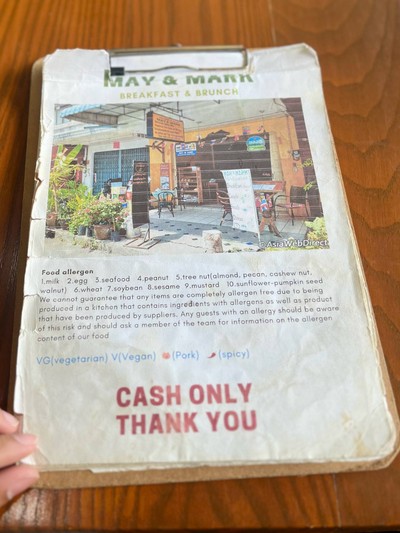 MAY & MARK
BREAKFAST & BRUNCH
©AsiaWebDirect
Food allergen
1.milk 2.egg 3.seafood 4.peanut 5.tree nut(almond, pecan, cashew nut,
walnut) 6.wheat 7.soybean 8.sesame 9.mustard 10.sunflower-pumpkin seed
We cannot guarantee that any items are completely allergen free due to being
produced in a kitchen that contains ingredients with allergens as well as product
that have been produced by suppliers. Any guests with an allergy should be aware
of this risk and should ask a member of the team for information on the allergen
content of our food
VG(vegetarian) V(Vegan) (Pork) (spicy)
CASH ONLY
THANK YOU